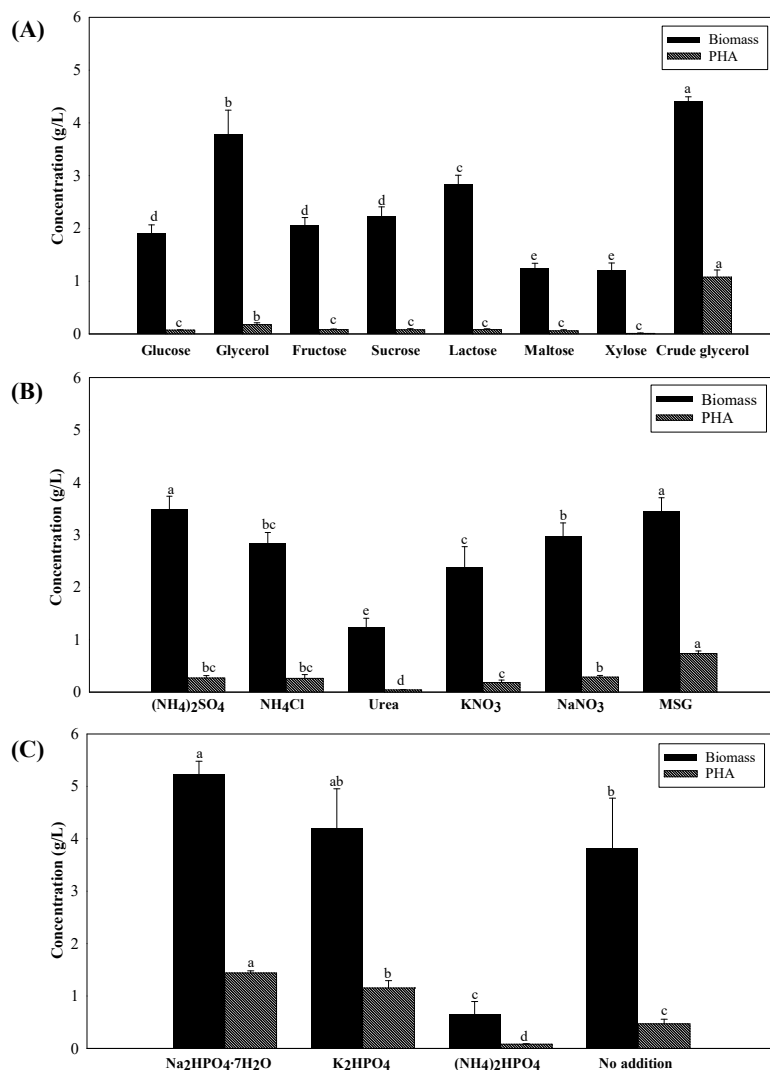 (A)
6
5
4
3
2
1
0
Concentration (g/L)
Biomass
PHA
d
c
b
b
d
c
d
c
c
c
e
c
e
c
a
a
Glucose Glycerol Fructose Sucrose Lactose Maltose Xylose Crude glycerol
(B)
6
5
4
3
2
1
0
Concentration (g/L)
Biomass
PHA
a
bc
bc
bc
e
d
c
c
b
b
a
a
(NH4)2SO4 NH4Cl Urea KNO3 NaNO3 MSG
(C)
6
5
4
3
2
1
0
Concentration (g/L)
Biomass
PHA
a
a
ab
b
c
d
b
c
Na2HPO4·7H2O K2HPO4 (NH4)2HPO4 No addition